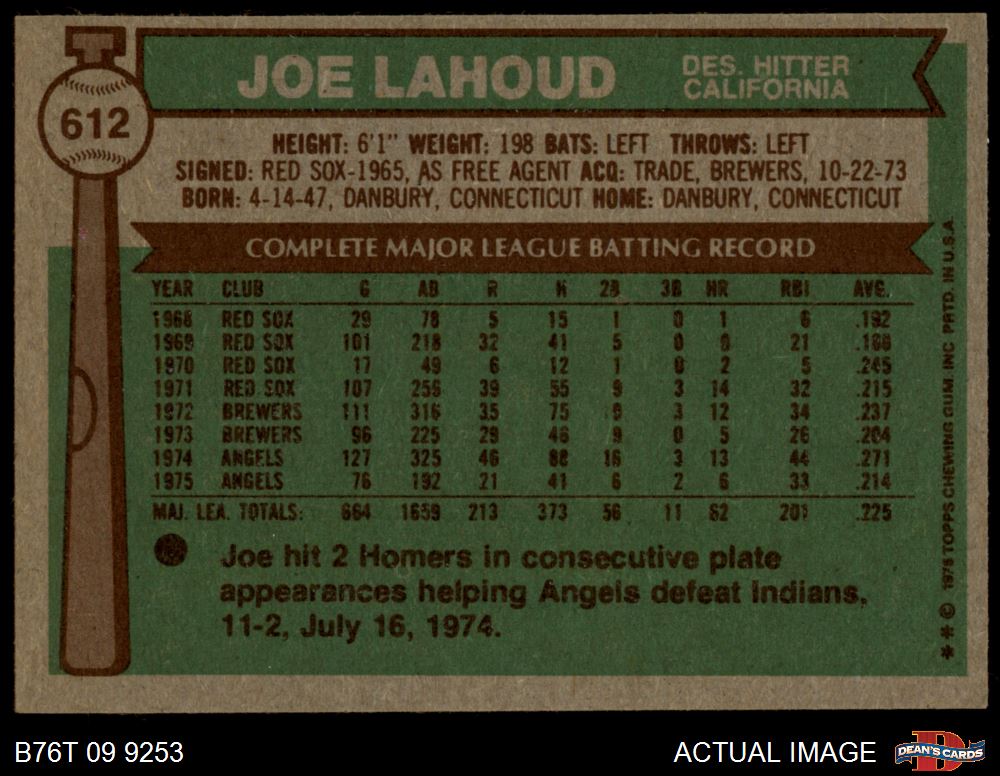 JOE LAHOUD
DES. HITTER
CALIFORNIA
612
HEIGHT: 6'1" WEIGHT: 198 BATS: LEFT THROWS: LEFT
SIGNED: RED SOX-1965, AS FREE AGENT ACQ: TRADE, BREWERS, 10-22-73
BORN: 4-14-47, DANBURY, CONNECTICUT HOME: DANBURY, CONNECTICUT
COMPLETE MAJOR LEAGUE BATTING RECORD
YEAR CLUB G AB R H 2B 3B HR RBI AVG.
1968 RED SOX 29 78 5 15 1 0 1 6 .192
1969 RED SOX 101 218 32 41 5 0 9 21 .188
1970 RED SOX 17 49 6 12 1 0 2 5 .245
1971 RED SOX 107 256 39 55 9 3 14 32 .215
1972 BREWERS 111 316 35 75 9 3 12 34 .237
1973 BREWERS 96 225 29 46 9 0 5 26 .204
1974 ANGELS 127 325 46 88 16 3 13 44 .271
1975 ANGELS 76 192 21 41 6 2 6 33 .214
MAJ. LEA. TOTALS: 664 1659 213 373 56 11 62 201 .225
Joe hit 2 Homers in consecutive plate
appearances helping Angels defeat Indians,
11-2, July 16, 1974.
**© 1976 TOPPS CHEWING GUM, INC PRTD. IN U.S.A.
B76T 09 9253
ACTUAL IMAGE
DEAN'S CARDS